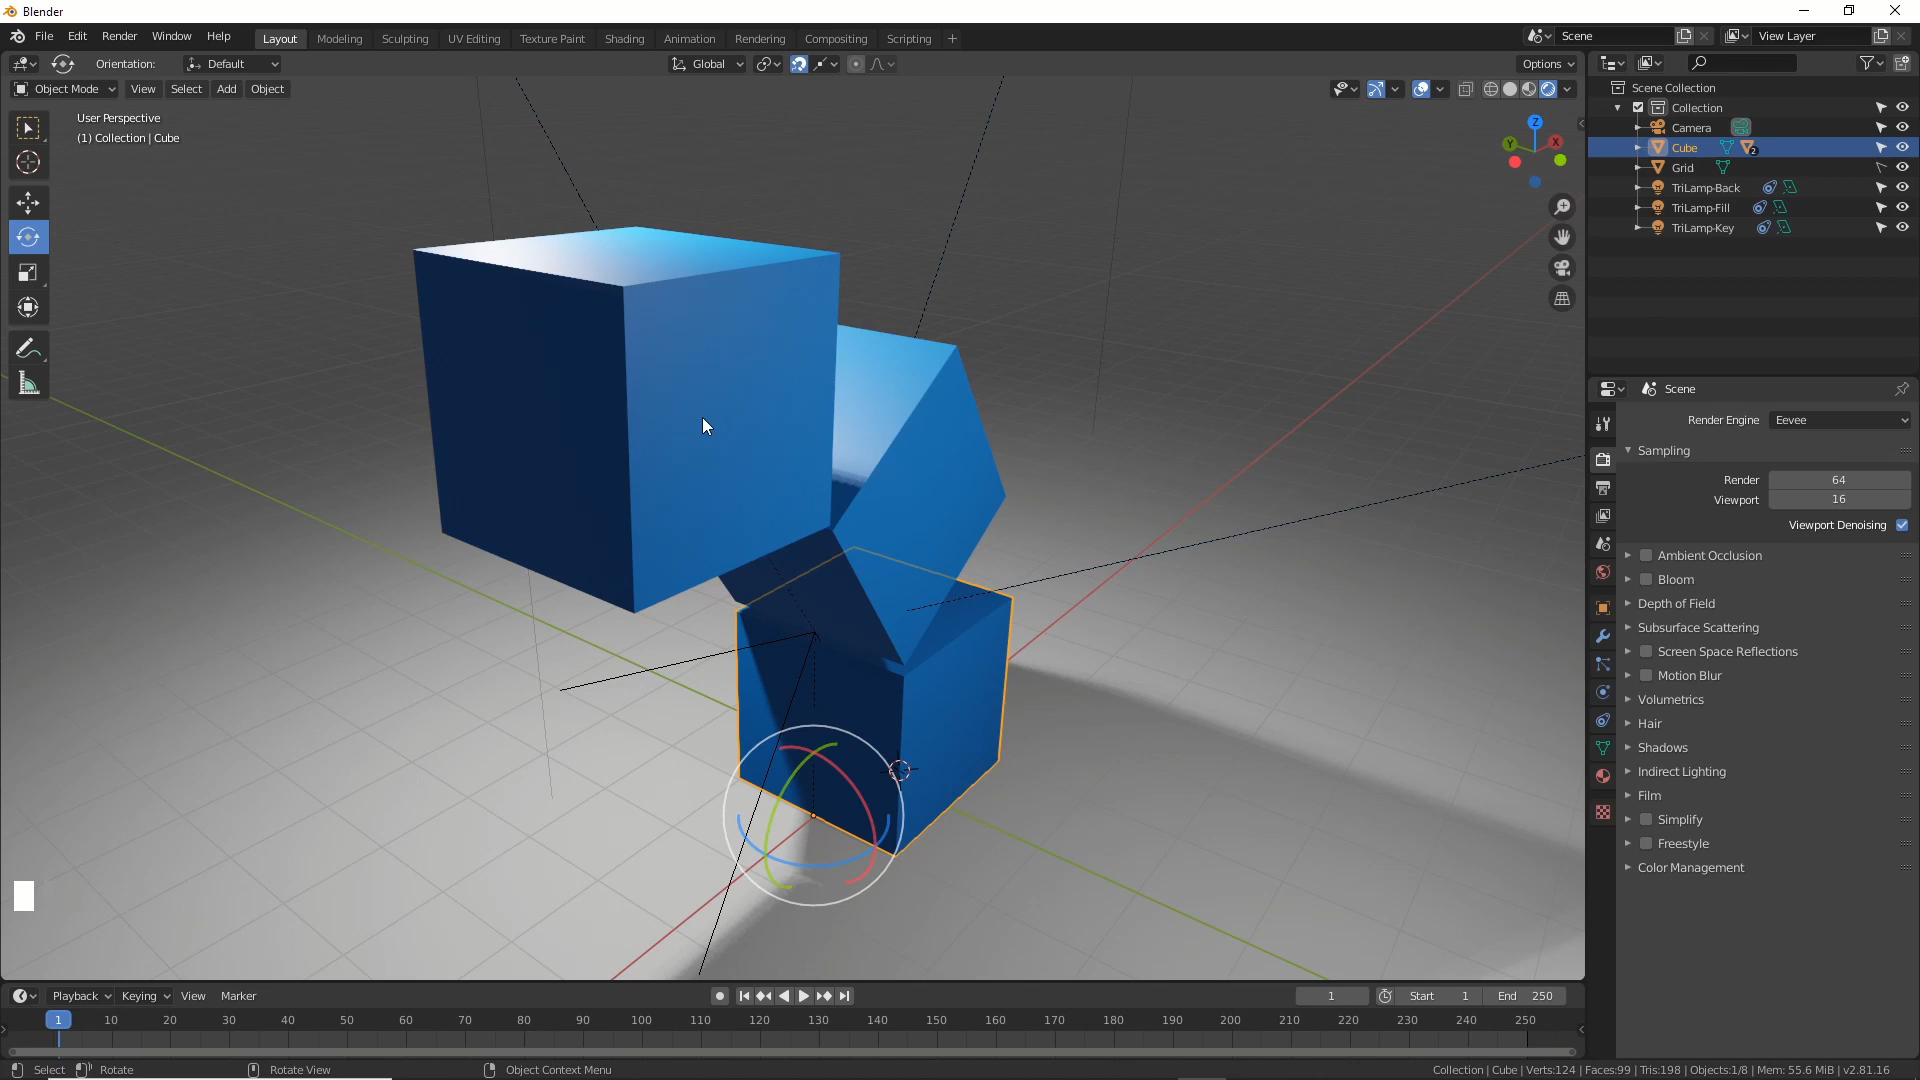 Blender
File Edit Render Window Help Layout Modeling Sculpting UV Editing Texture Paint Shading Animation Rendering Compositing Scripting + Scene View Layer
Orientation: Default Global Options
Object Mode View Select Add Object
User Perspective
(1) Collection | Cube
Z
Y
X
Scene Collection
Collection
Camera
Cube 2
Grid
TriLamp-Back
TriLamp-Fill
TriLamp-Key
Scene
Render Engine Eevee
Sampling
Render 64
Viewport 16
Viewport Denoising
Ambient Occlusion
Bloom
Depth of Field
Subsurface Scattering
Screen Space Reflections
Motion Blur
Volumetrics
Hair
Shadows
Indirect Lighting
Film
Simplify
Freestyle
Color Management
Playback Keying View Marker 1 Start 1 End 250
1 10 20 30 40 50 60 70 80 90 100 110 120 130 140 150 160 170 180 190 200 210 220 230 240 250
Select Rotate Rotate View Object Context Menu Collection | Cube | Verts:124 | Faces:99 | Tris:198 | Objects:1/8 | Mem: 55.6 MiB | v2.81.16